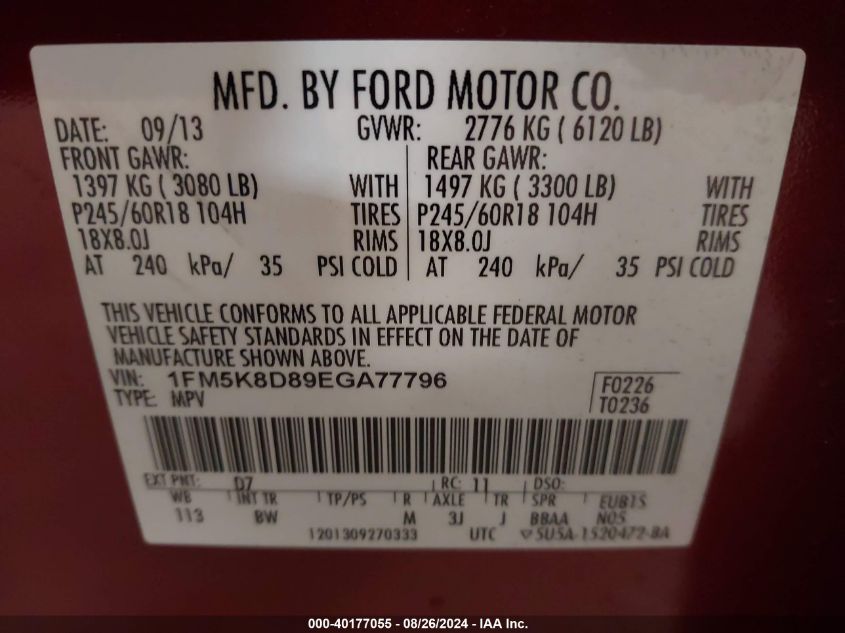 MFD. BY FORD MOTOR CO.
DATE: 09/13 GVWR: 2776 KG ( 6120 LB)
FRONT GAWR: REAR GAWR:
1397 KG ( 3080 LB) WITH 1497 KG ( 3300 LB) WITH
P245/60R18 104H TIRES P245/60R18 104H TIRES
18X8.0J RIMS 18X8.0J RIMS
AT 240 kPa/ 35 PSI COLD AT 240 kPa/ 35 PSI COLD
THIS VEHICLE CONFORMS TO ALL APPLICABLE FEDERAL MOTOR
VEHICLE SAFETY STANDARDS IN EFFECT ON THE DATE OF
MANUFACTURE SHOWN ABOVE.
VIN: 1FM5K8D89EGA77796 F0226
TYPE: MPV T0236
EXT PNT: D7 RC: 11 DSO:
WB INT TR TP/PS R AXLE TR SPR EUB1S
113 BW M 3J J BBAA N05
1201309270333 UTC ▽5U5A-1520472-BA
000-40177055 - 08/26/2024 - IAA Inc.